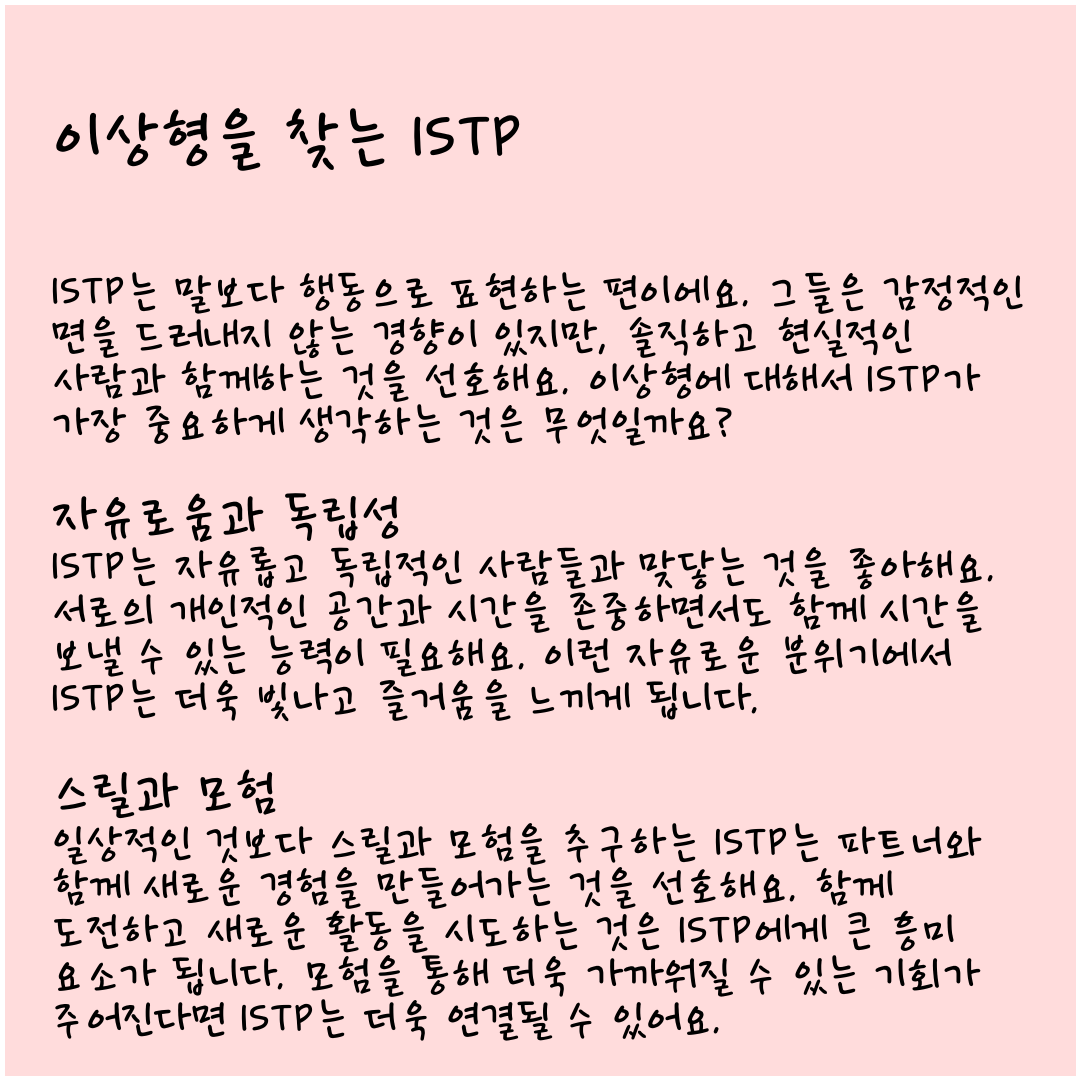 이상형을 찾는 ISTP
ISTP는 말보다 행동으로 표현하는 편이에요. 그들은 감정적인
면을 드러내지 않는 경향이 있지만, 솔직하고 현실적인
사람과 함께하는 것을 선호해요. 이상형에 대해서 ISTP가
가장 중요하게 생각하는 것은 무엇일까요?
자유로움과 독립성
ISTP는 자유롭고 독립적인 사람들과 맞닿는 것을 좋아해요.
서로의 개인적인 공간과 시간을 존중하면서도 함께 시간을
보낼 수 있는 능력이 필요해요. 이런 자유로운 분위기에서
ISTP는 더욱 빛나고 즐거움을 느끼게 됩니다.
스릴과 모험
일상적인 것보다 스릴과 모험을 추구하는 ISTP는 파트너와
함께 새로운 경험을 만들어가는 것을 선호해요. 함께
도전하고 새로운 활동을 시도하는 것은 ISTP에게 큰 흥미
요소가 됩니다. 모험을 통해 더욱 가까워질 수 있는 기회가
주어진다면 ISTP는 더욱 연결될 수 있어요.